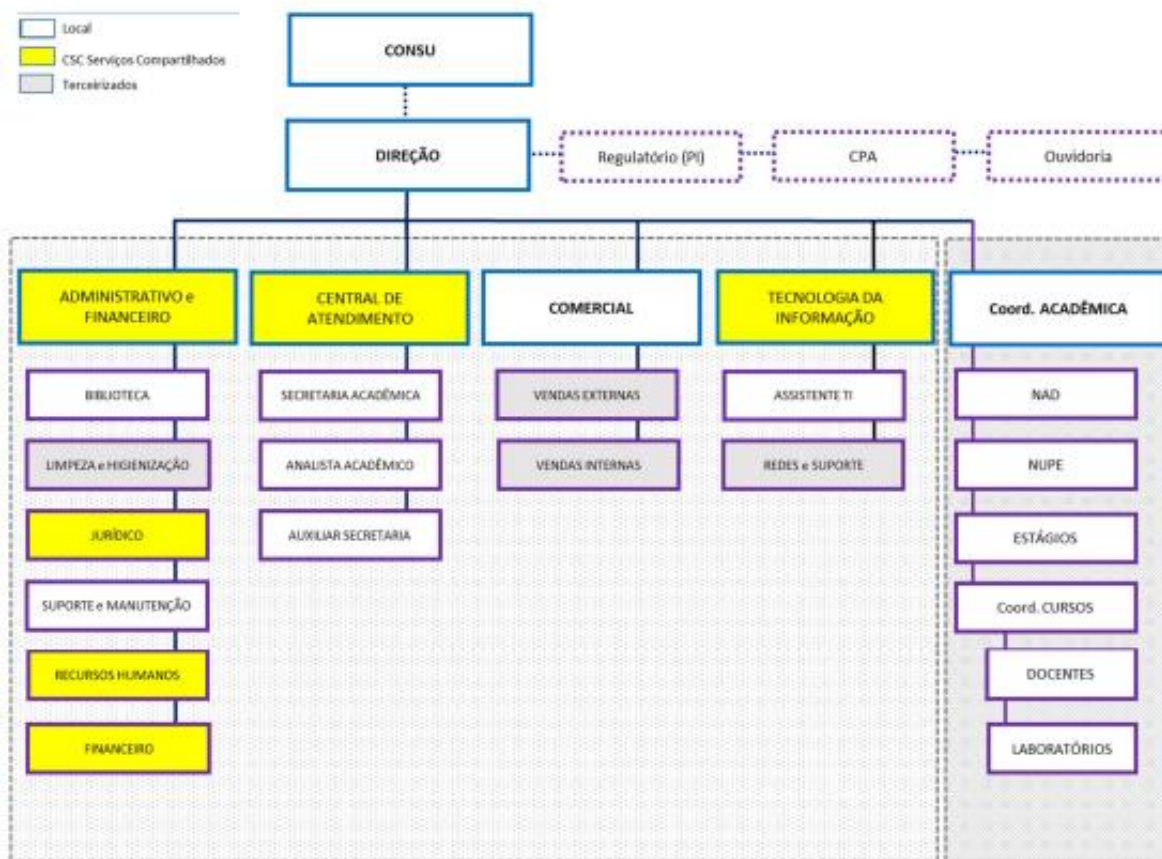 Local
CSC Serviços Compartilhados
Terceirizados
CONSU
DIREÇÃO
Regulatório (PI)
CPA
Ouvidoria
ADMINISTRATIVO e
FINANCEIRO
CENTRAL DE
ATENDIMENTO
COMERCIAL
TECNOLOGIA DA
INFORMAÇÃO
Coord. ACADÊMICA
BIBLIOTECA
SECRETARIA ACADÊMICA
VENDAS EXTERNAS
ASSISTENTE TI
NAD
LIMPEZA e HIGIENIZAÇÃO
ANALISTA ACADÊMICO
VENDAS INTERNAS
REDES e SUPORTE
NUPE
JURÍDICO
AUXILIAR SECRETARIA
ESTÁGIOS
SUPORTE e MANUTENÇÃO
Coord. CURSOS
RECURSOS HUMANOS
DOCENTES
FINANCEIRO
LABORATÓRIOS